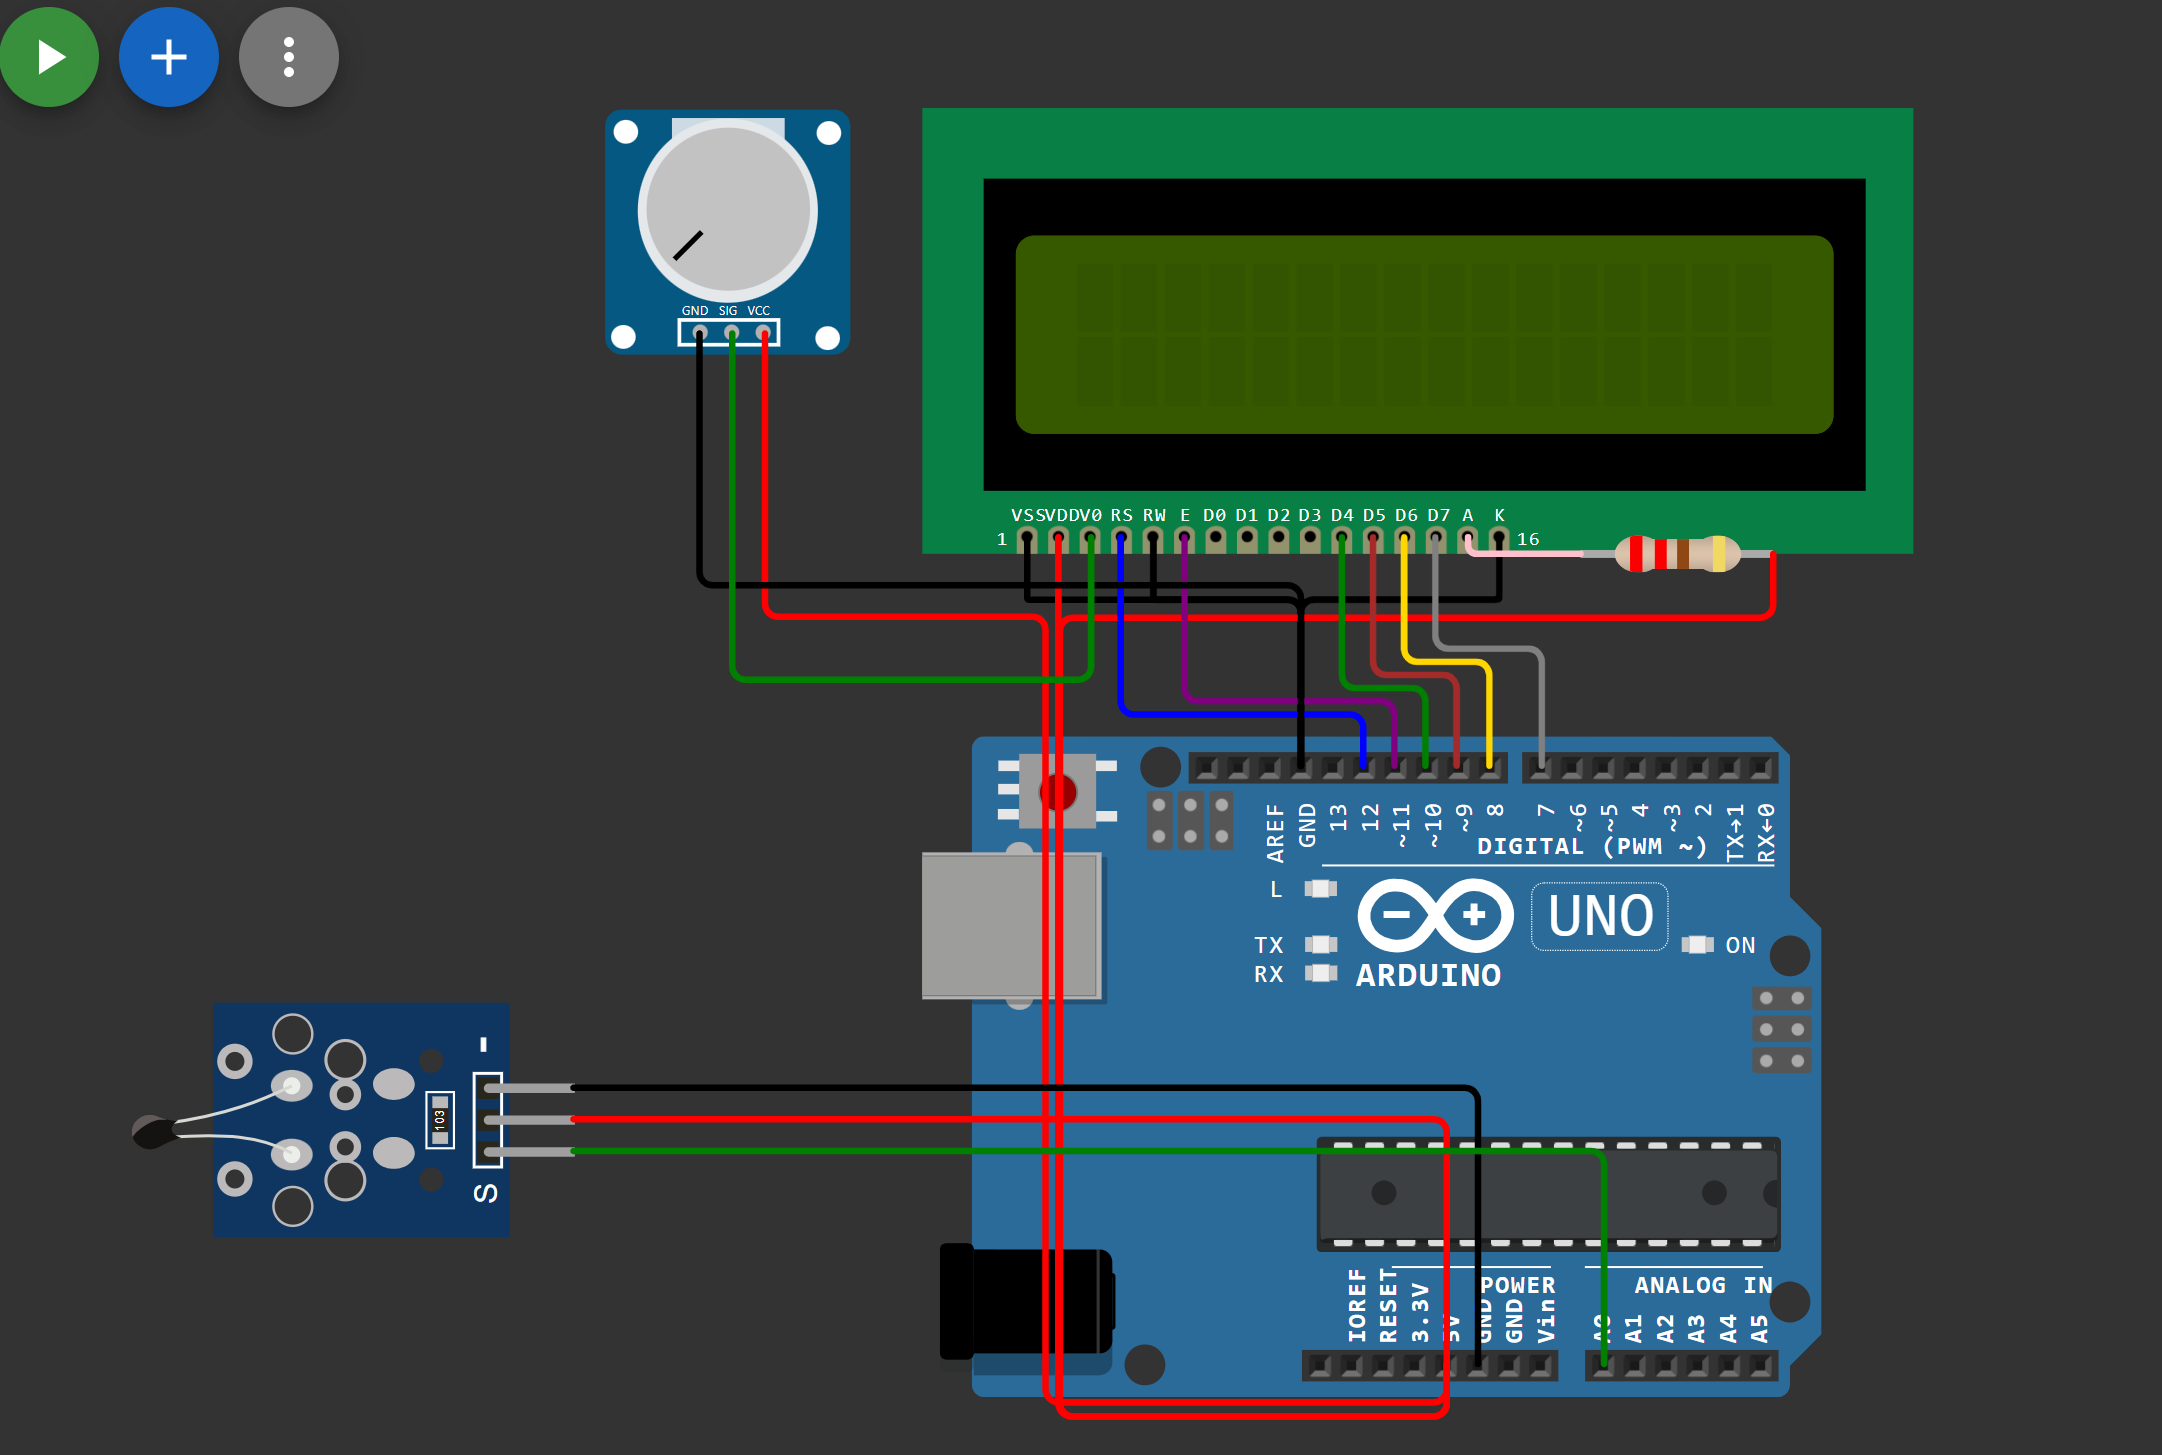 GND SIG VCC
VSS VDD V0 RS RW E D0 D1 D2 D3 D4 D5 D6 D7 A K
1
16
AREF
GND
13
12
~11
~10
~9
8
7
~6
~5
4
~3
2
TX→1
RX←0
DIGITAL (PWM ~)
L
TX
RX
ARDUINO
UNO
ON
-
103
S
IOREF
RESET
3.3V
5V
GND
GND
Vin
POWER
ANALOG IN
A0
A1
A2
A3
A4
A5